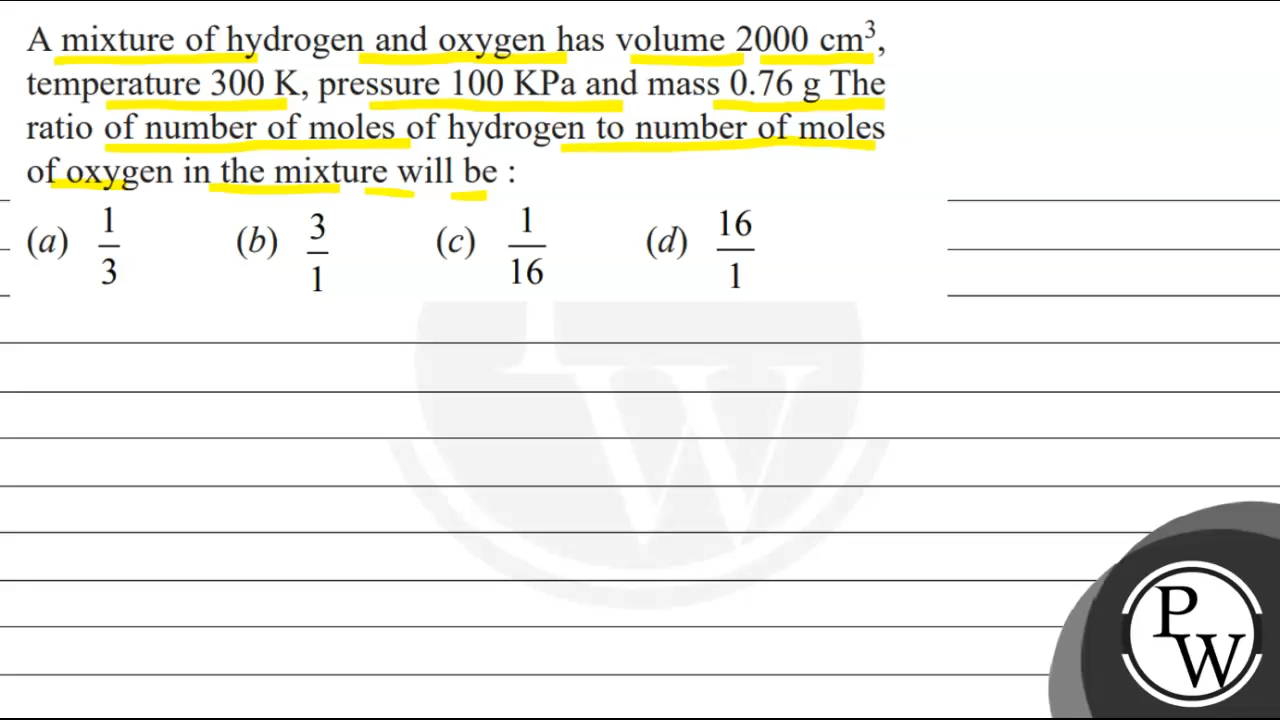 A mixture of hydrogen and oxygen has volume 2000 cm³,
temperature 300 K, pressure 100 KPa and mass 0.76 g The
ratio of number of moles of hydrogen to number of moles
of oxygen in the mixture will be :
(a) 1/3 (b) 3/1 (c) 1/16 (d) 16/1
W
P
W